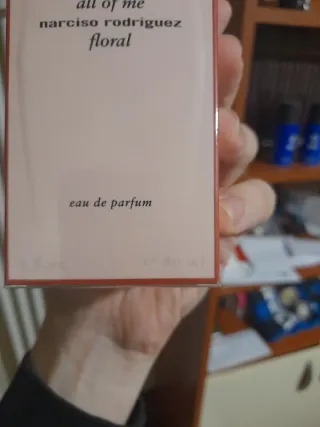 all of me
narciso rodriguez
floral
eau de parfum